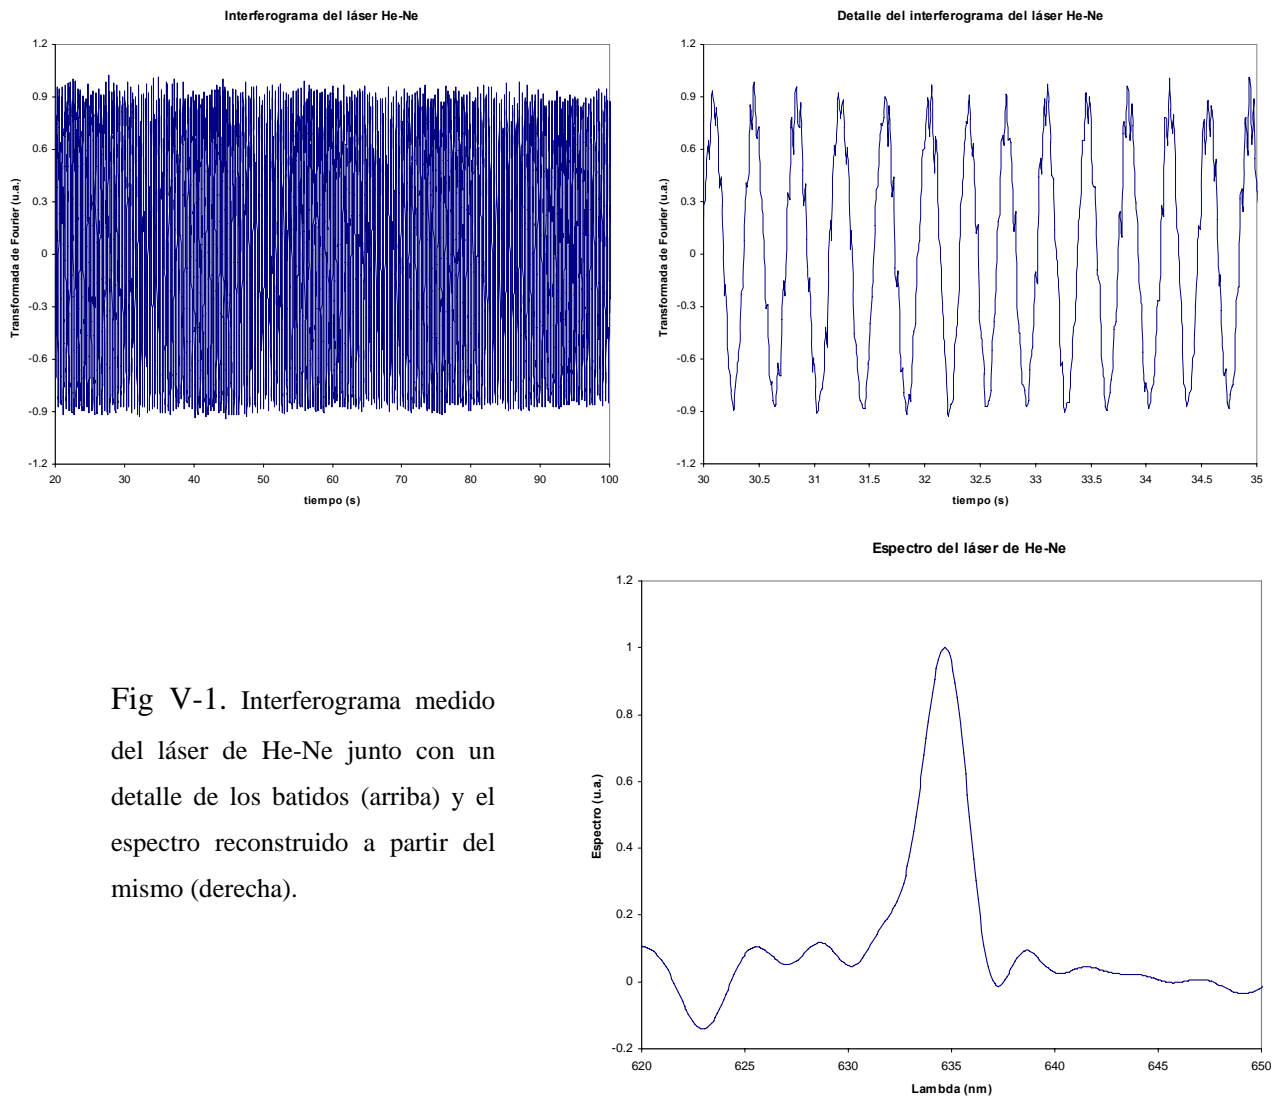 Interferograma del láser He-Ne
1.2
0.9
0.6
0.3
0
-0.3
-0.6
-0.9
-1.2
Transformada de Fourier (u.a.)
20 30 40 50 60 70 80 90 100
tiempo (s)
Detalle del interferograma del láser He-Ne
1.2
0.9
0.6
0.3
0
-0.3
-0.6
-0.9
-1.2
Transformada de Fourier (u.a.)
30 30.5 31 31.5 32 32.5 33 33.5 34 34.5 35
tiempo (s)
Fig V-1. Interferograma medido
del láser de He-Ne junto con un
detalle de los batidos (arriba) y el
espectro reconstruido a partir del
mismo (derecha).
Espectro del láser de He-Ne
1.2
1
0.8
0.6
0.4
0.2
0
-0.2
Espectro (u.a.)
620 625 630 635 640 645 650
Lambda (nm)